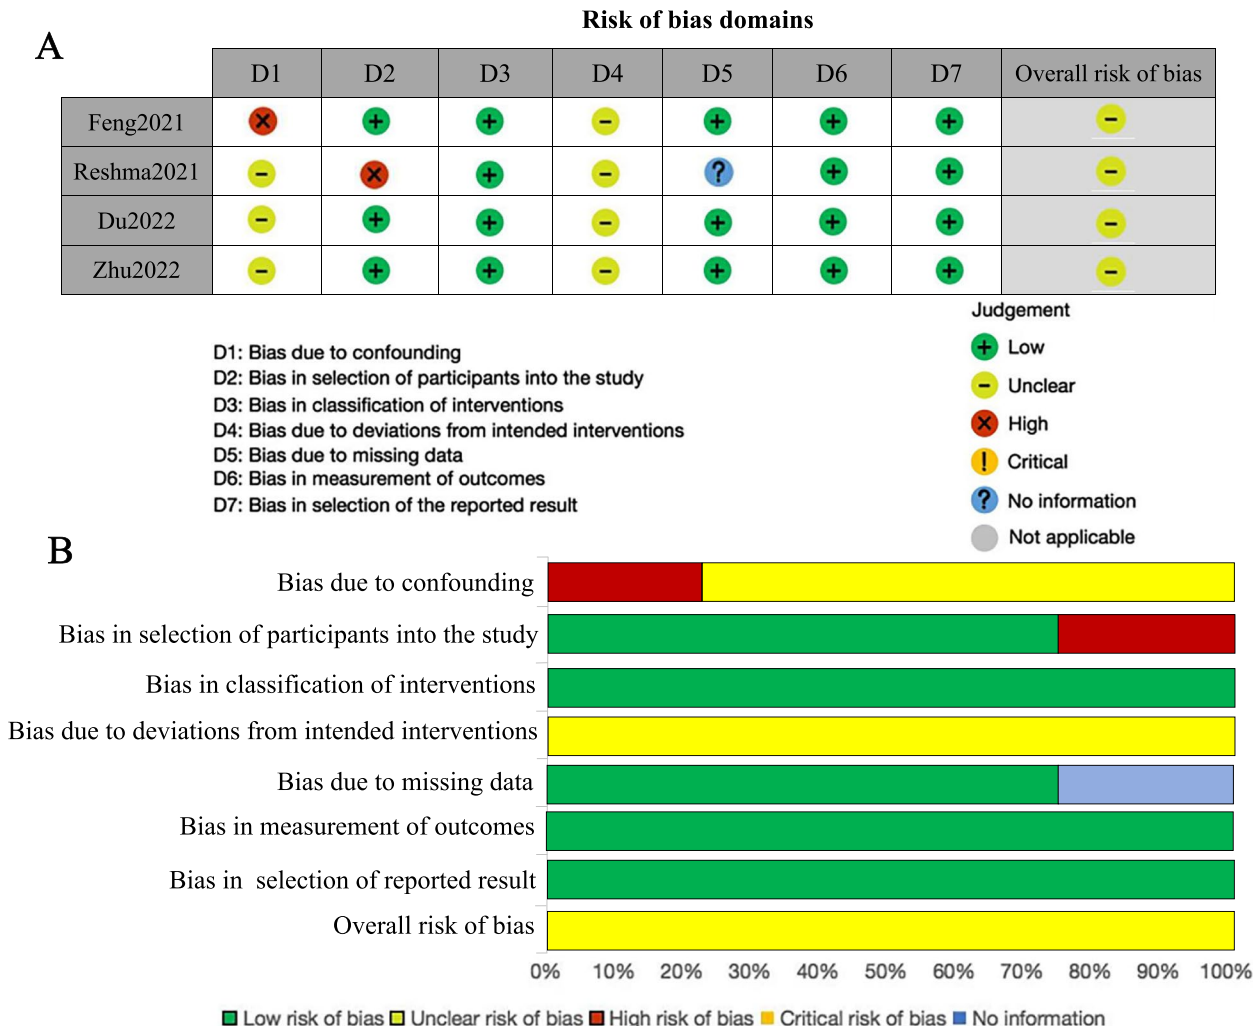 Risk of bias domains
A
D1 D2 D3 D4 D5 D6 D7 Overall risk of bias
Feng2021 × + + − + + + −
Reshma2021 − × + − ? + + −
Du2022 − + + − + + + −
Zhu2022 − + + − + + + −
D1: Bias due to confounding
D2: Bias in selection of participants into the study
D3: Bias in classification of interventions
D4: Bias due to deviations from intended interventions
D5: Bias due to missing data
D6: Bias in measurement of outcomes
D7: Bias in selection of the reported result
Judgement
+ Low
− Unclear
× High
! Critical
? No information
Not applicable
B
Bias due to confounding
Bias in selection of participants into the study
Bias in classification of interventions
Bias due to deviations from intended interventions
Bias due to missing data
Bias in measurement of outcomes
Bias in selection of reported result
Overall risk of bias
0% 10% 20% 30% 40% 50% 60% 70% 80% 90% 100%
Low risk of bias Unclear risk of bias High risk of bias Critical risk of bias No information